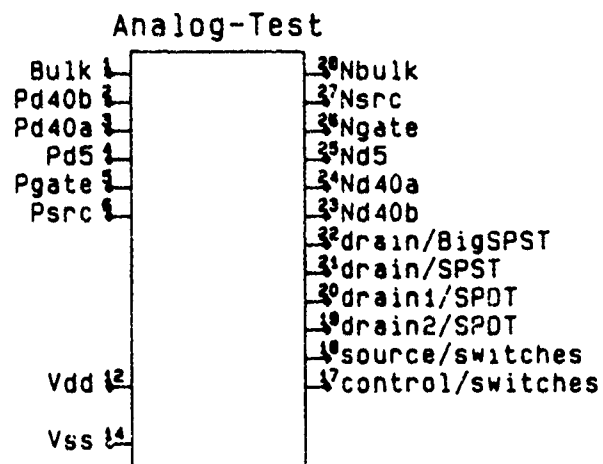 Analog-Test
Bulk 1 28 Nbulk
Pd40b 2 27 Nsrc
Pd40a 3 26 Ngate
Pd5 4 25 Nd5
Pgate 5 24 Nd40a
Psrc 6 23 Nd40b
22 drain/BigSPST
21 drain/SPST
20 drain1/SPDT
19 drain2/SPDT
18 source/switches
Vdd 12 17 control/switches
Vss 14